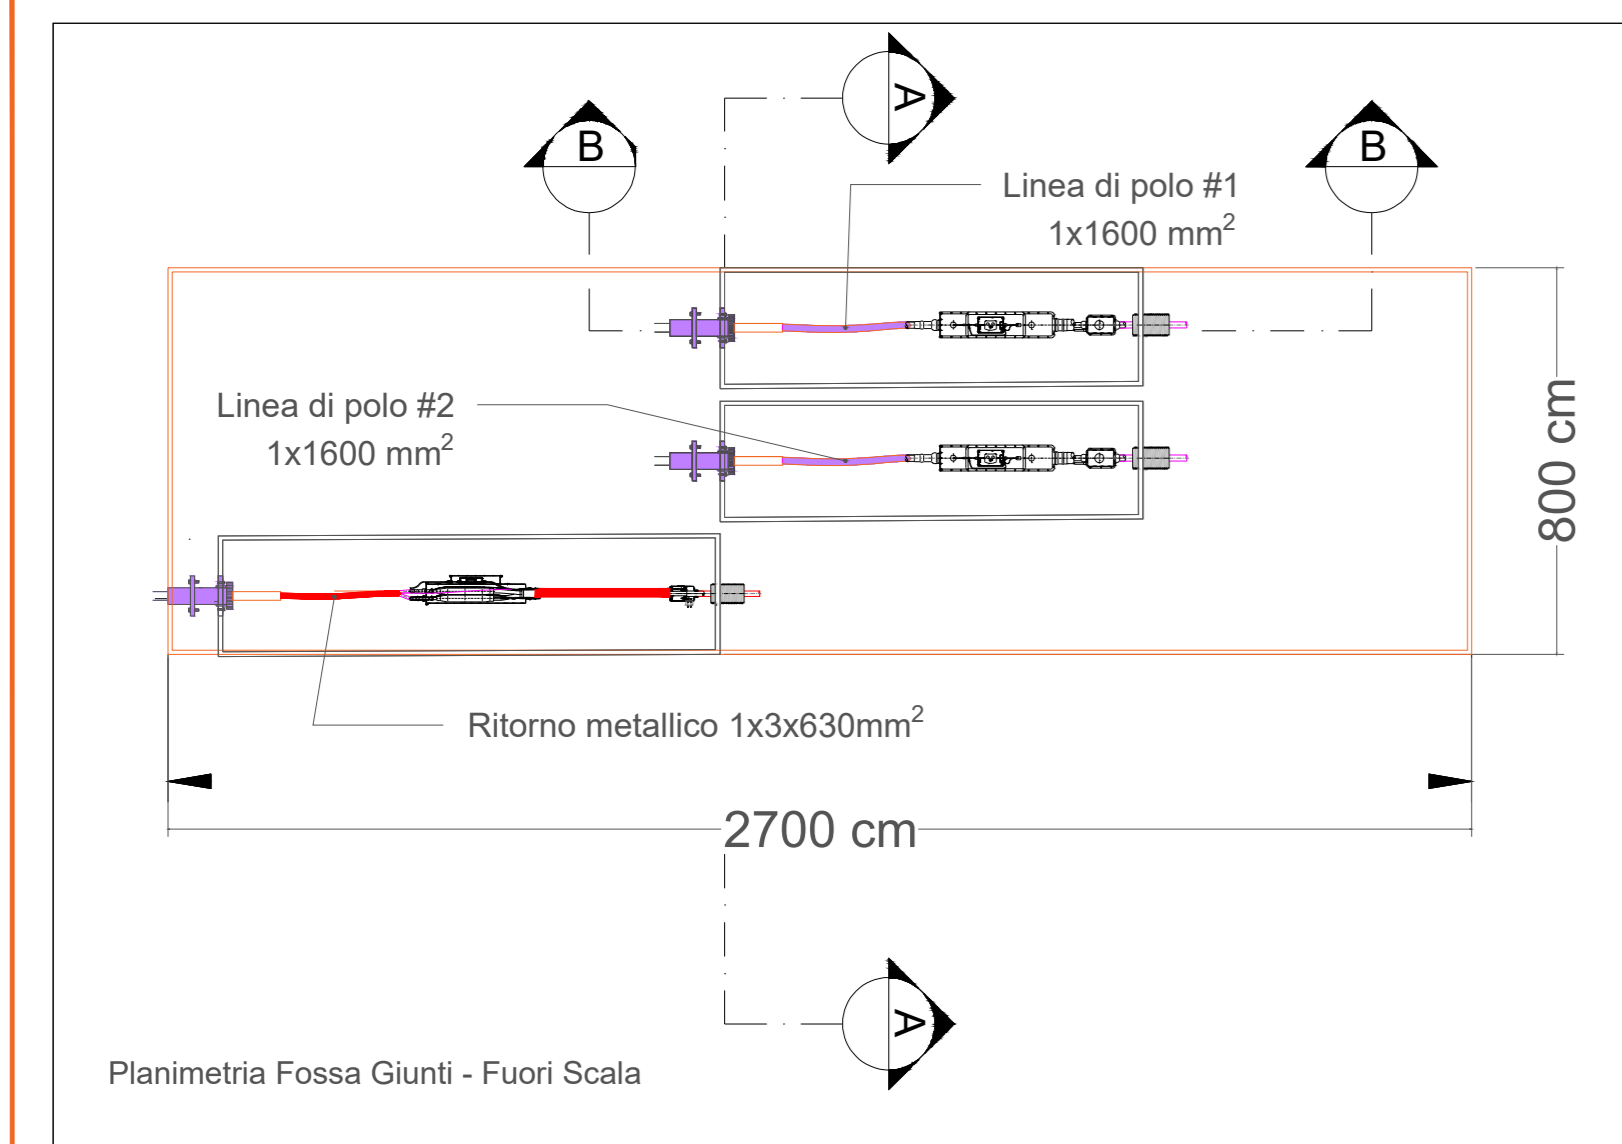 A
B
B
Linea di polo #1
1x1600 mm²
Linea di polo #2
1x1600 mm²
800 cm
Ritorno metallico 1x3x630mm²
2700 cm
A
Planimetria Fossa Giunti - Fuori Scala